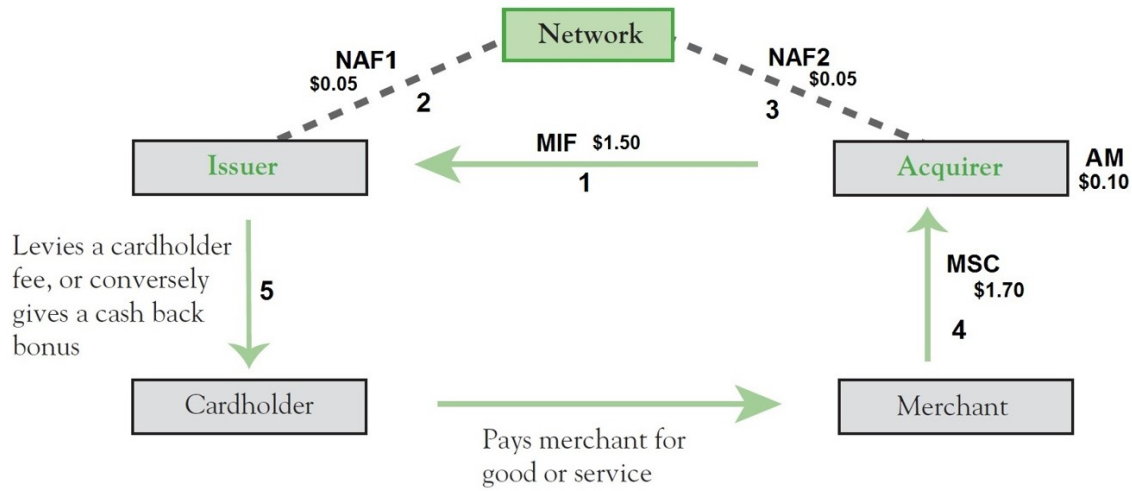 Network
NAF1
$0.05
2
NAF2
$0.05
3
Issuer
MIF $1.50
1
Acquirer
AM
$0.10
Levies a cardholder
fee, or conversely
gives a cash back
bonus
5
MSC
$1.70
4
Cardholder
Merchant
Pays merchant for
good or service